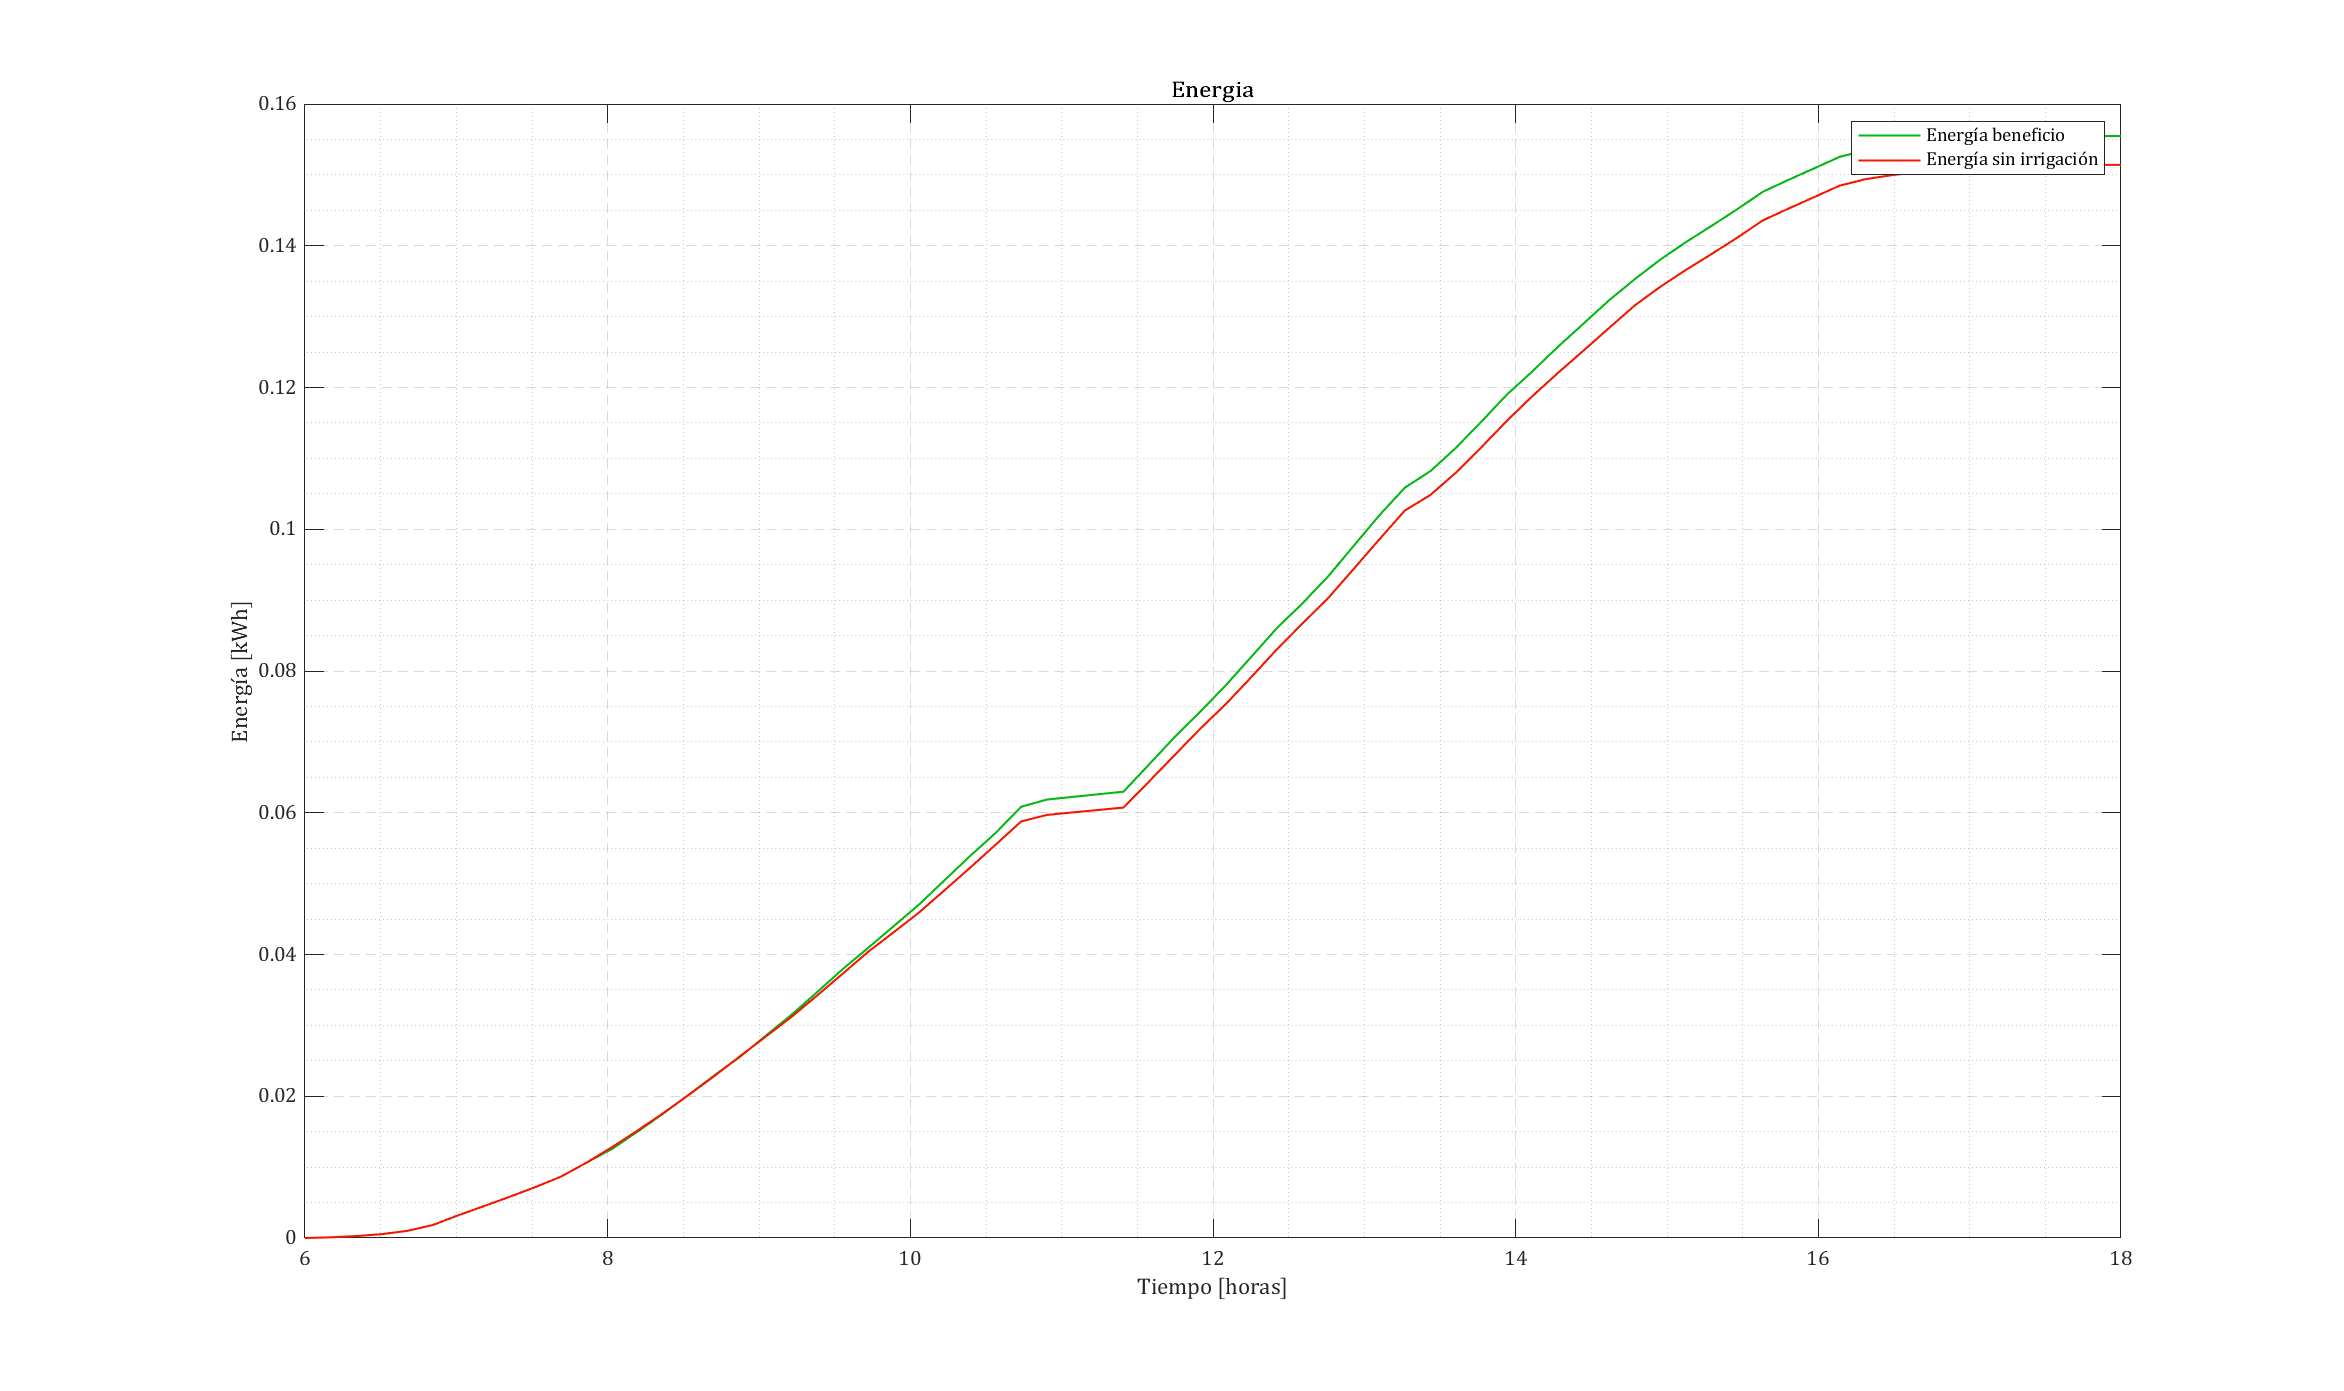 Energia
0.16
0.14
0.12
0.1
0.08
0.06
0.04
0.02
0
Energía [kWh]
Energía beneficio
Energía sin irrigación
6 8 10 12 14 16 18
Tiempo [horas]